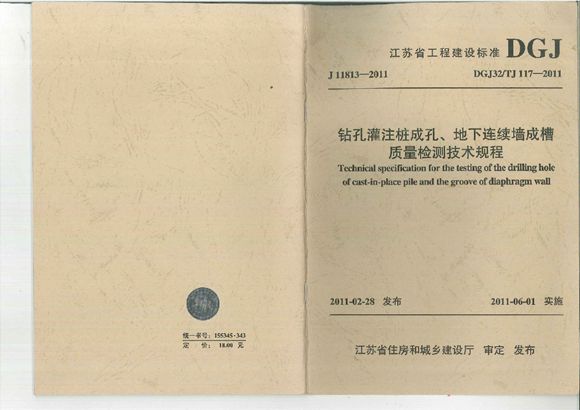 江苏省工程建设标准 DGJ
J 11813—2011 DGJ32/TJ 117—2011
钻孔灌注桩成孔、地下连续墙成槽
质量检测技术规程
Technical specification for the testing of the drilling hole
of cast-in-place pile and the groove of diaphragm wall
2011-02-28 发布 2011-06-01 实施
江苏省住房和城乡建设厅 审定 发布
统一书号：155345·343
定 价：18.00 元